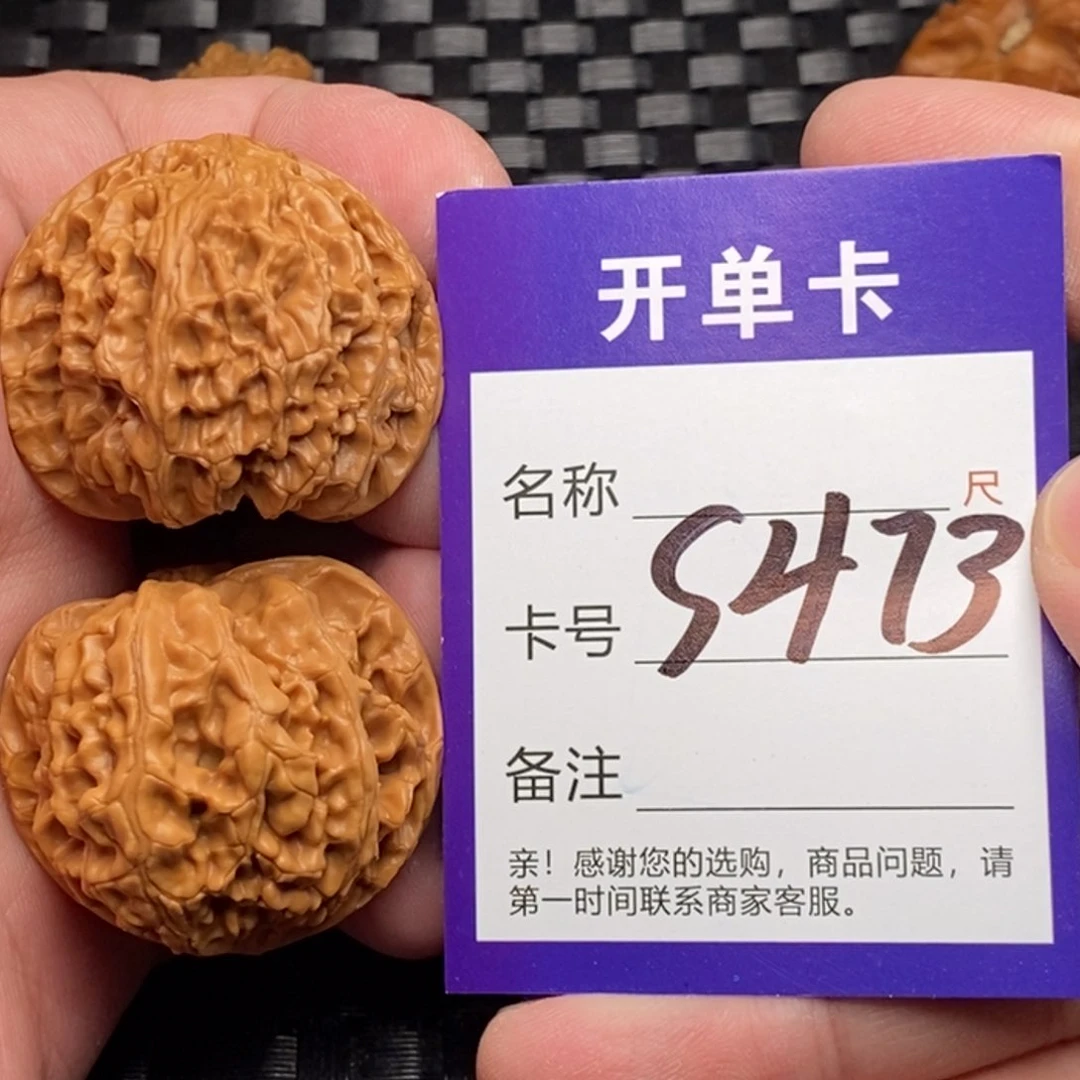 开单卡
名称 尺
卡号 S473
备注
亲！感谢您的选购，商品问题，请
第一时间联系商家客服。